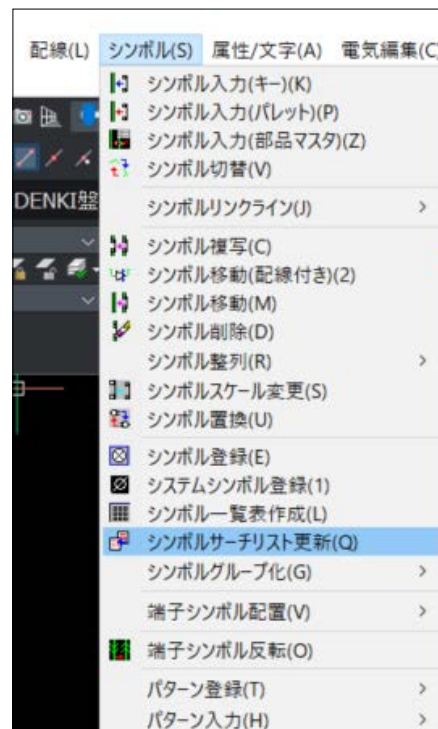 配線(L) シンボル(S) 属性/文字(A) 電気編集(C
シンボル入力(キー)(K)
シンボル入力(パレット)(P)
シンボル入力(部品マスタ)(Z)
シンボル切替(V)
DENKI盤
シンボルリンクライン(J)
シンボル複写(C)
シンボル移動(配線付き)(2)
シンボル移動(M)
シンボル削除(D)
シンボル整列(R)
シンボルスケール変更(S)
シンボル置換(U)
シンボル登録(E)
システムシンボル登録(1)
シンボル一覧表作成(L)
シンボルサーチリスト更新(Q)
シンボルグループ化(G)
端子シンボル配置(V)
端子シンボル反転(O)
パターン登録(T)
パターン入力(H)